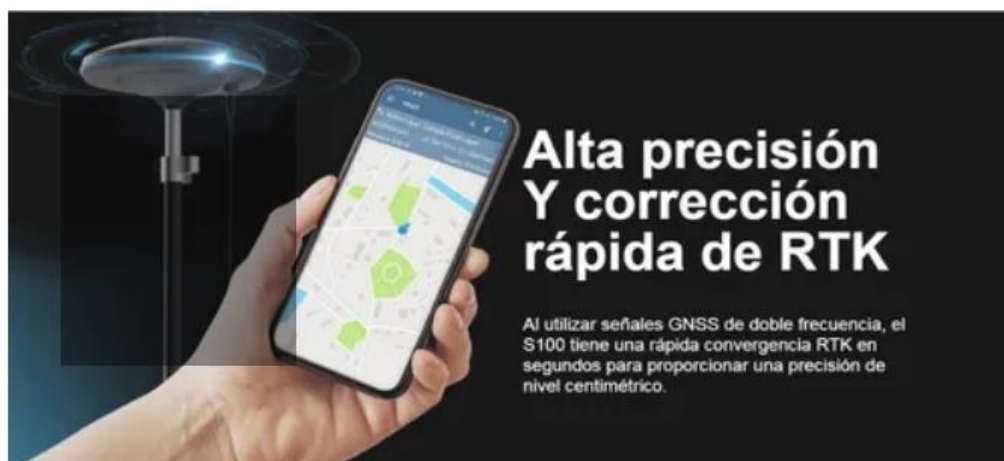 Alta precisión
Y corrección
rápida de RTK
Al utilizar señales GNSS de doble frecuencia, el
S100 tiene una rápida convergencia RTK en
segundos para proporcionar una precisión de
nivel centimétrico.